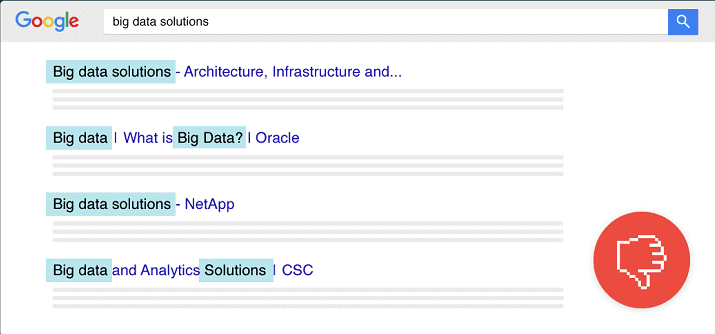 Google big data solutions
Big data solutions - Architecture, Infrastructure and...
Big data | What is Big Data? | Oracle
Big data solutions - NetApp
Big data and Analytics Solutions | CSC